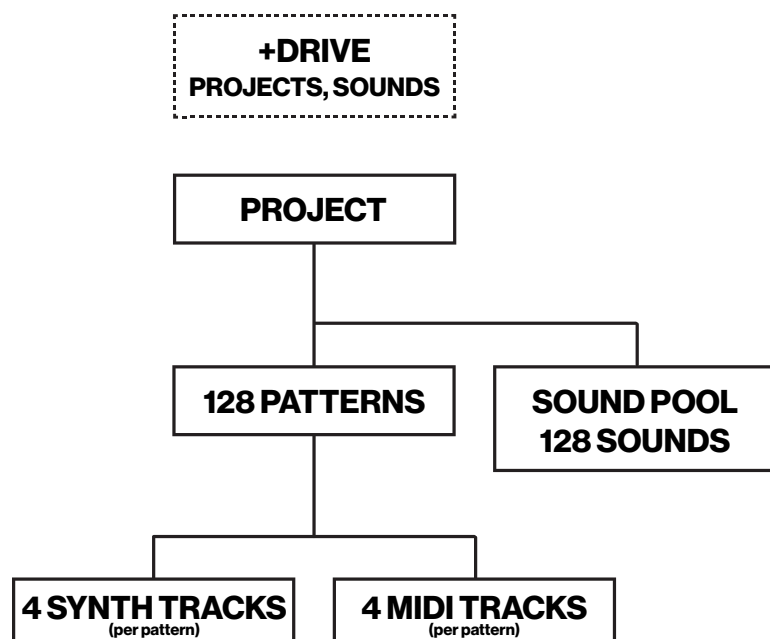 +DRIVE
PROJECTS, SOUNDS
PROJECT
128 PATTERNS
SOUND POOL
128 SOUNDS
4 SYNTH TRACKS
(per pattern)
4 MIDI TRACKS
(per pattern)